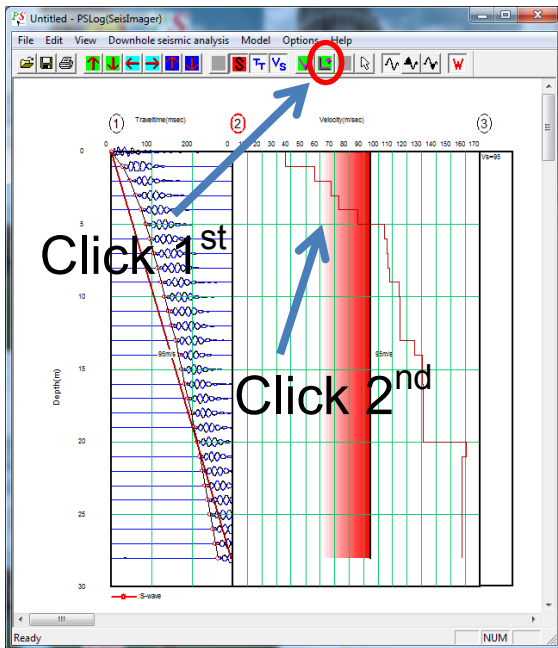 Untitled - PSLog(SeisImager)
File Edit View Downhole seismic analysis Model Options Help
S TT VS V L W
1 Traveltime(msec) 2 Velocity(m/sec) 3
0 100 200 0 10 20 30 40 50 60 70 80 90 100 110 120 130 140 150 160 170
0
Vs=95
5
Click 1st
10
95m/s 95m/s
15
Depth(m)
Click 2nd
20
25
30
S-wave
Ready NUM